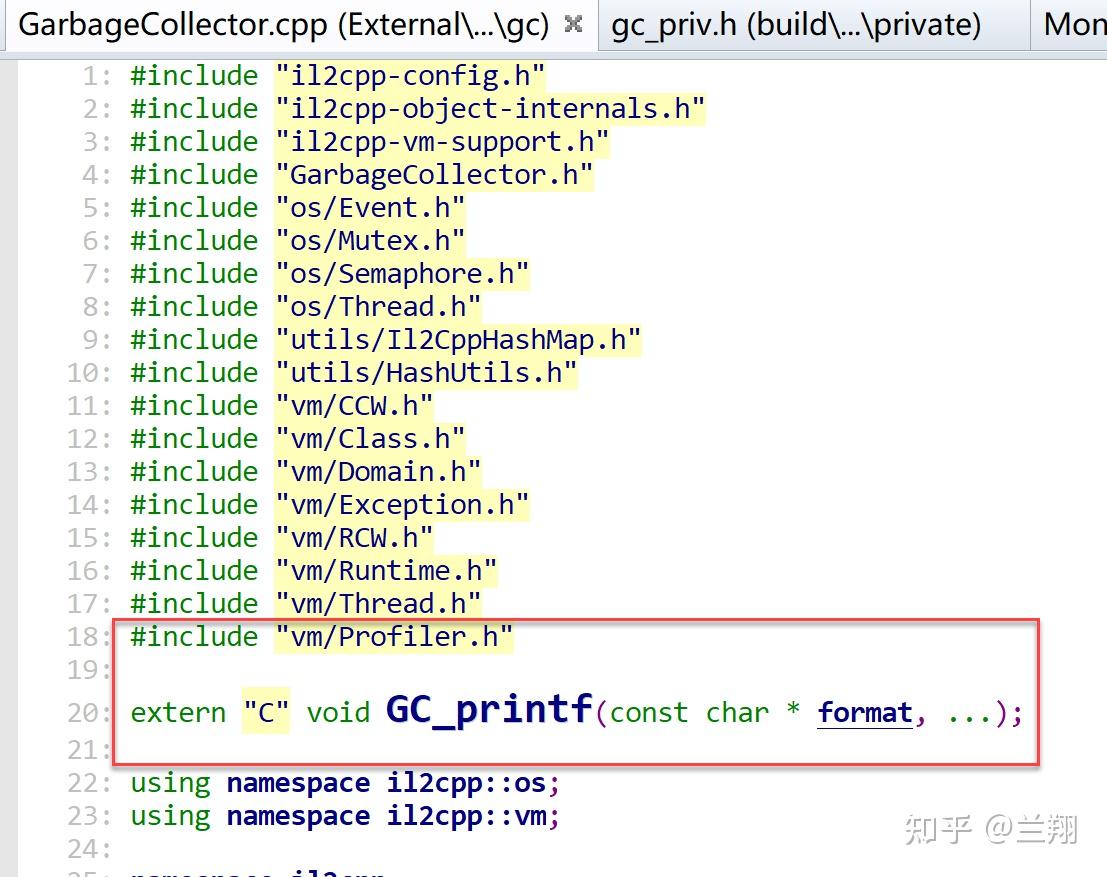 GarbageCollector.cpp (External\...\gc) gc_priv.h (build\...\private) Mon
1: #include "il2cpp-config.h"
2: #include "il2cpp-object-internals.h"
3: #include "il2cpp-vm-support.h"
4: #include "GarbageCollector.h"
5: #include "os/Event.h"
6: #include "os/Mutex.h"
7: #include "os/Semaphore.h"
8: #include "os/Thread.h"
9: #include "utils/Il2CppHashMap.h"
10: #include "utils/HashUtils.h"
11: #include "vm/CCW.h"
12: #include "vm/Class.h"
13: #include "vm/Domain.h"
14: #include "vm/Exception.h"
15: #include "vm/RCW.h"
16: #include "vm/Runtime.h"
17: #include "vm/Thread.h"
18: #include "vm/Profiler.h"
19:
20: extern "C" void GC_printf(const char * format, ...);
21:
22: using namespace il2cpp::os;
23: using namespace il2cpp::vm;
24:
25: namespace il2cpp
知乎 @兰翔